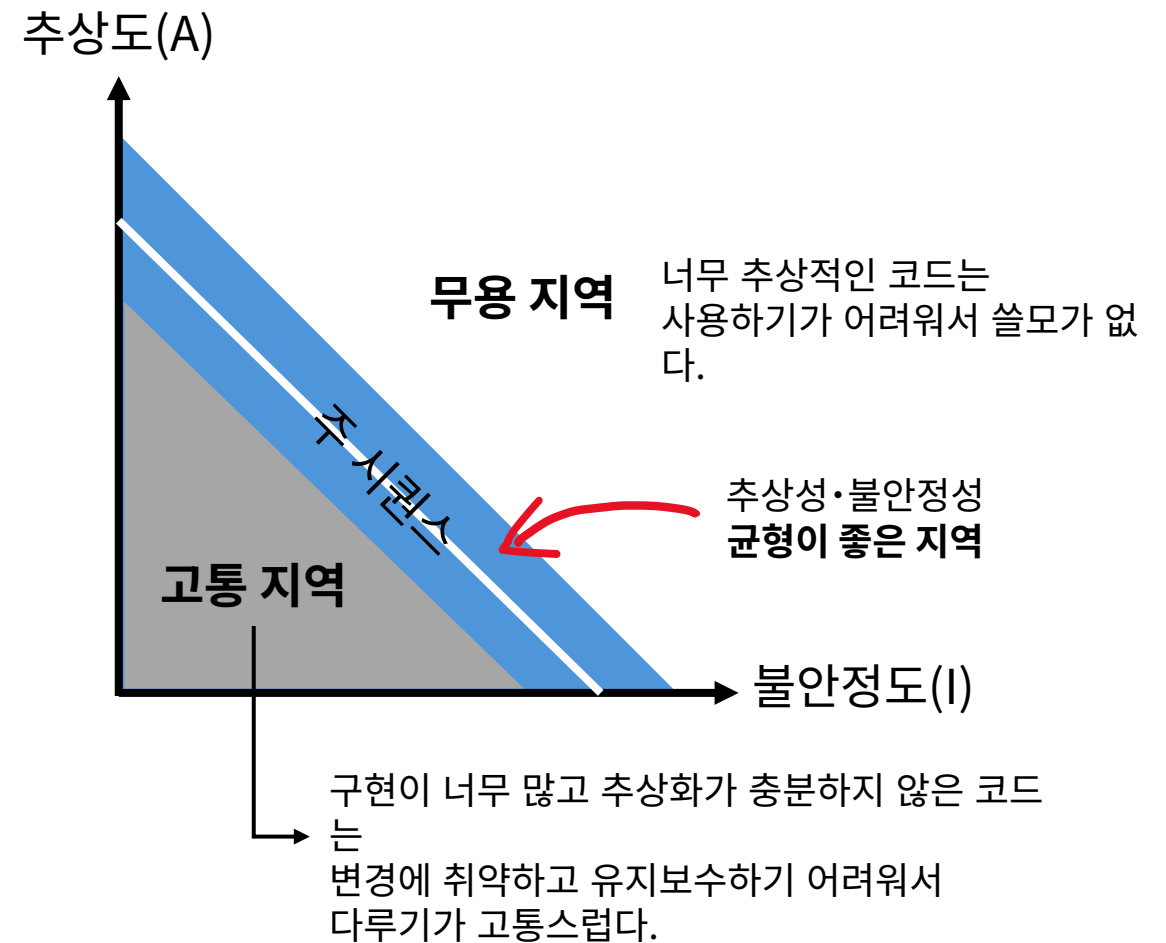 추상도(A)
무용 지역
너무 추상적인 코드는
사용하기가 어려워서 쓸모가 없
다.
주 시퀀스
추상성·불안정성
균형이 좋은 지역
고통 지역
불안정도(I)
구현이 너무 많고 추상화가 충분하지 않은 코드
는
변경에 취약하고 유지보수하기 어려워서
다루기가 고통스럽다.